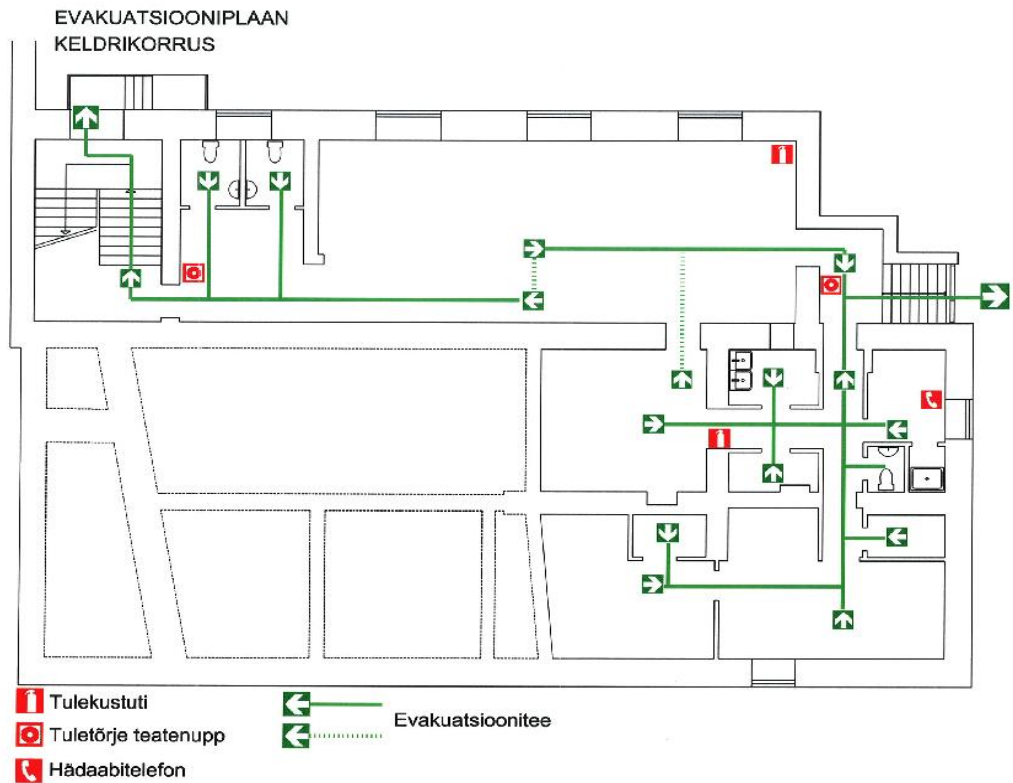 EVAKUATSIOONIPLAAN
KELDRIKORRUS
Tulekustuti
Tuletõrje teatenupp
Hädaabitelefon
Evakuatsioonitee